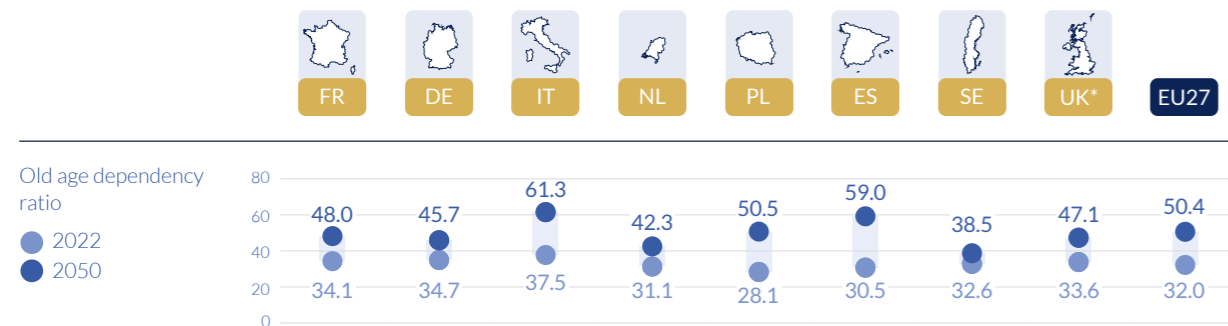 FR DE IT NL PL ES SE UK* EU27
Old age dependency
ratio
2022
2050
80
60
40
20
0
48.0 45.7 61.3 42.3 50.5 59.0 38.5 47.1 50.4
34.1 34.7 37.5 31.1 28.1 30.5 32.6 33.6 32.0